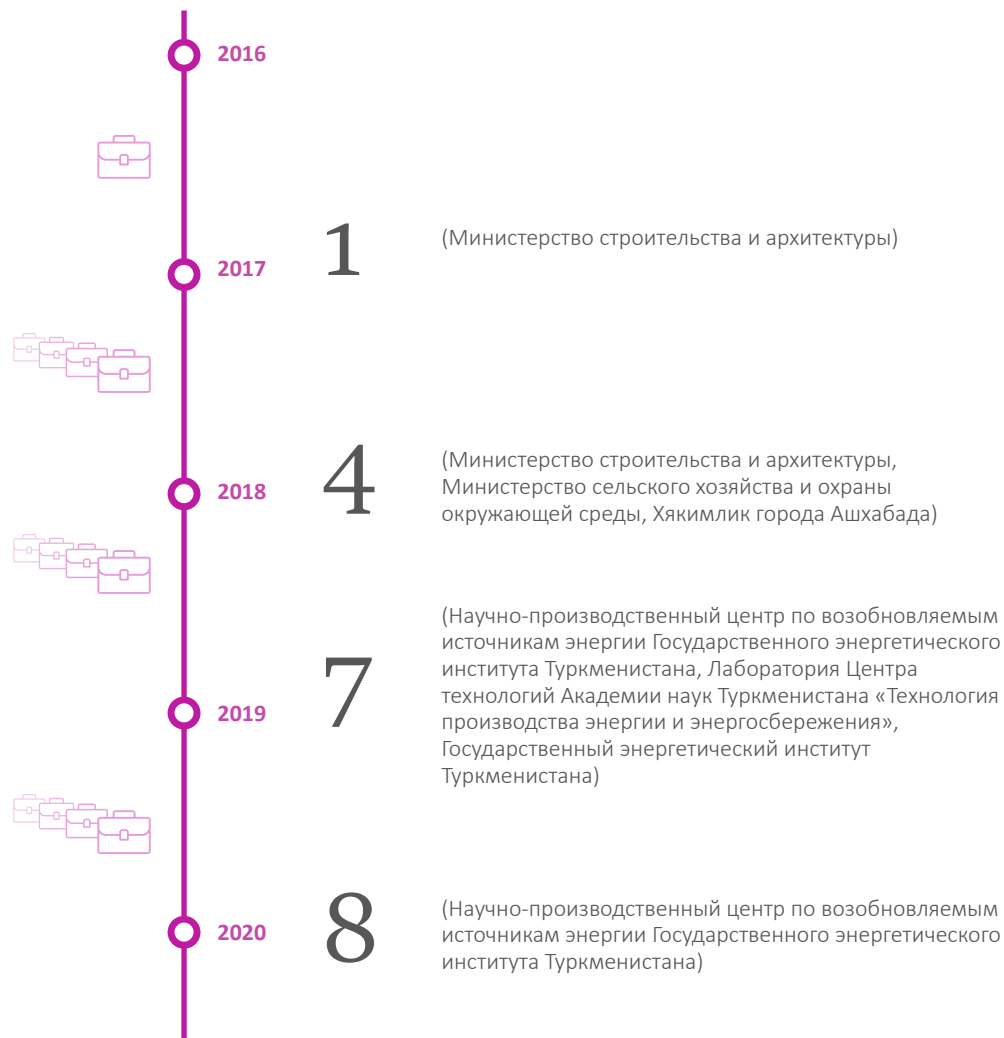 2016
1
(Министерство строительства и архитектуры)
2017
4
(Министерство строительства и архитектуры,
Министерство сельского хозяйства и охраны
окружающей среды, Хякимлик города Ашхабада)
2018
7
(Научно-производственный центр по возобновляемым
источникам энергии Государственного энергетического
института Туркменистана, Лаборатория Центра
технологий Академии наук Туркменистана «Технология
производства энергии и энергосбережения»,
Государственный энергетический институт
Туркменистана)
2019
8
(Научно-производственный центр по возобновляемым
источникам энергии Государственного энергетического
института Туркменистана)
2020